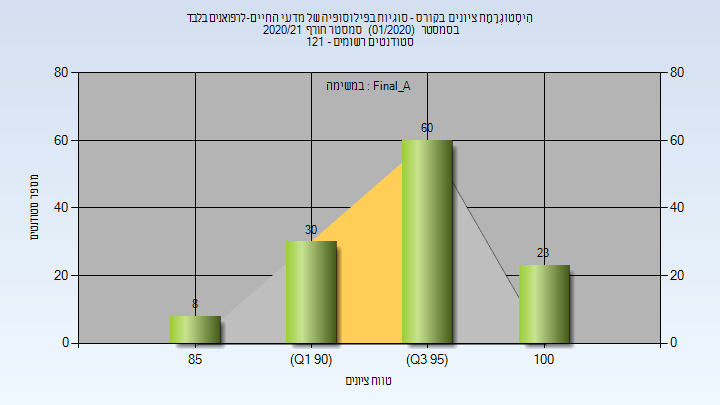 היסטוגרמת ציונים בקורס - סוגיות בפילוסופיה של מדעי החיים-לרפואנים בלבד
בסמסטר (01/2020) סמסטר חורף 2020/21
סטודנטים רשומים - 121
במשימה : Final_A
80 80
60 60
60
40 40
30
23
20 20
8
0 0
85 (Q1 90) (Q3 95) 100
מספר סטודנטים
טווח ציונים